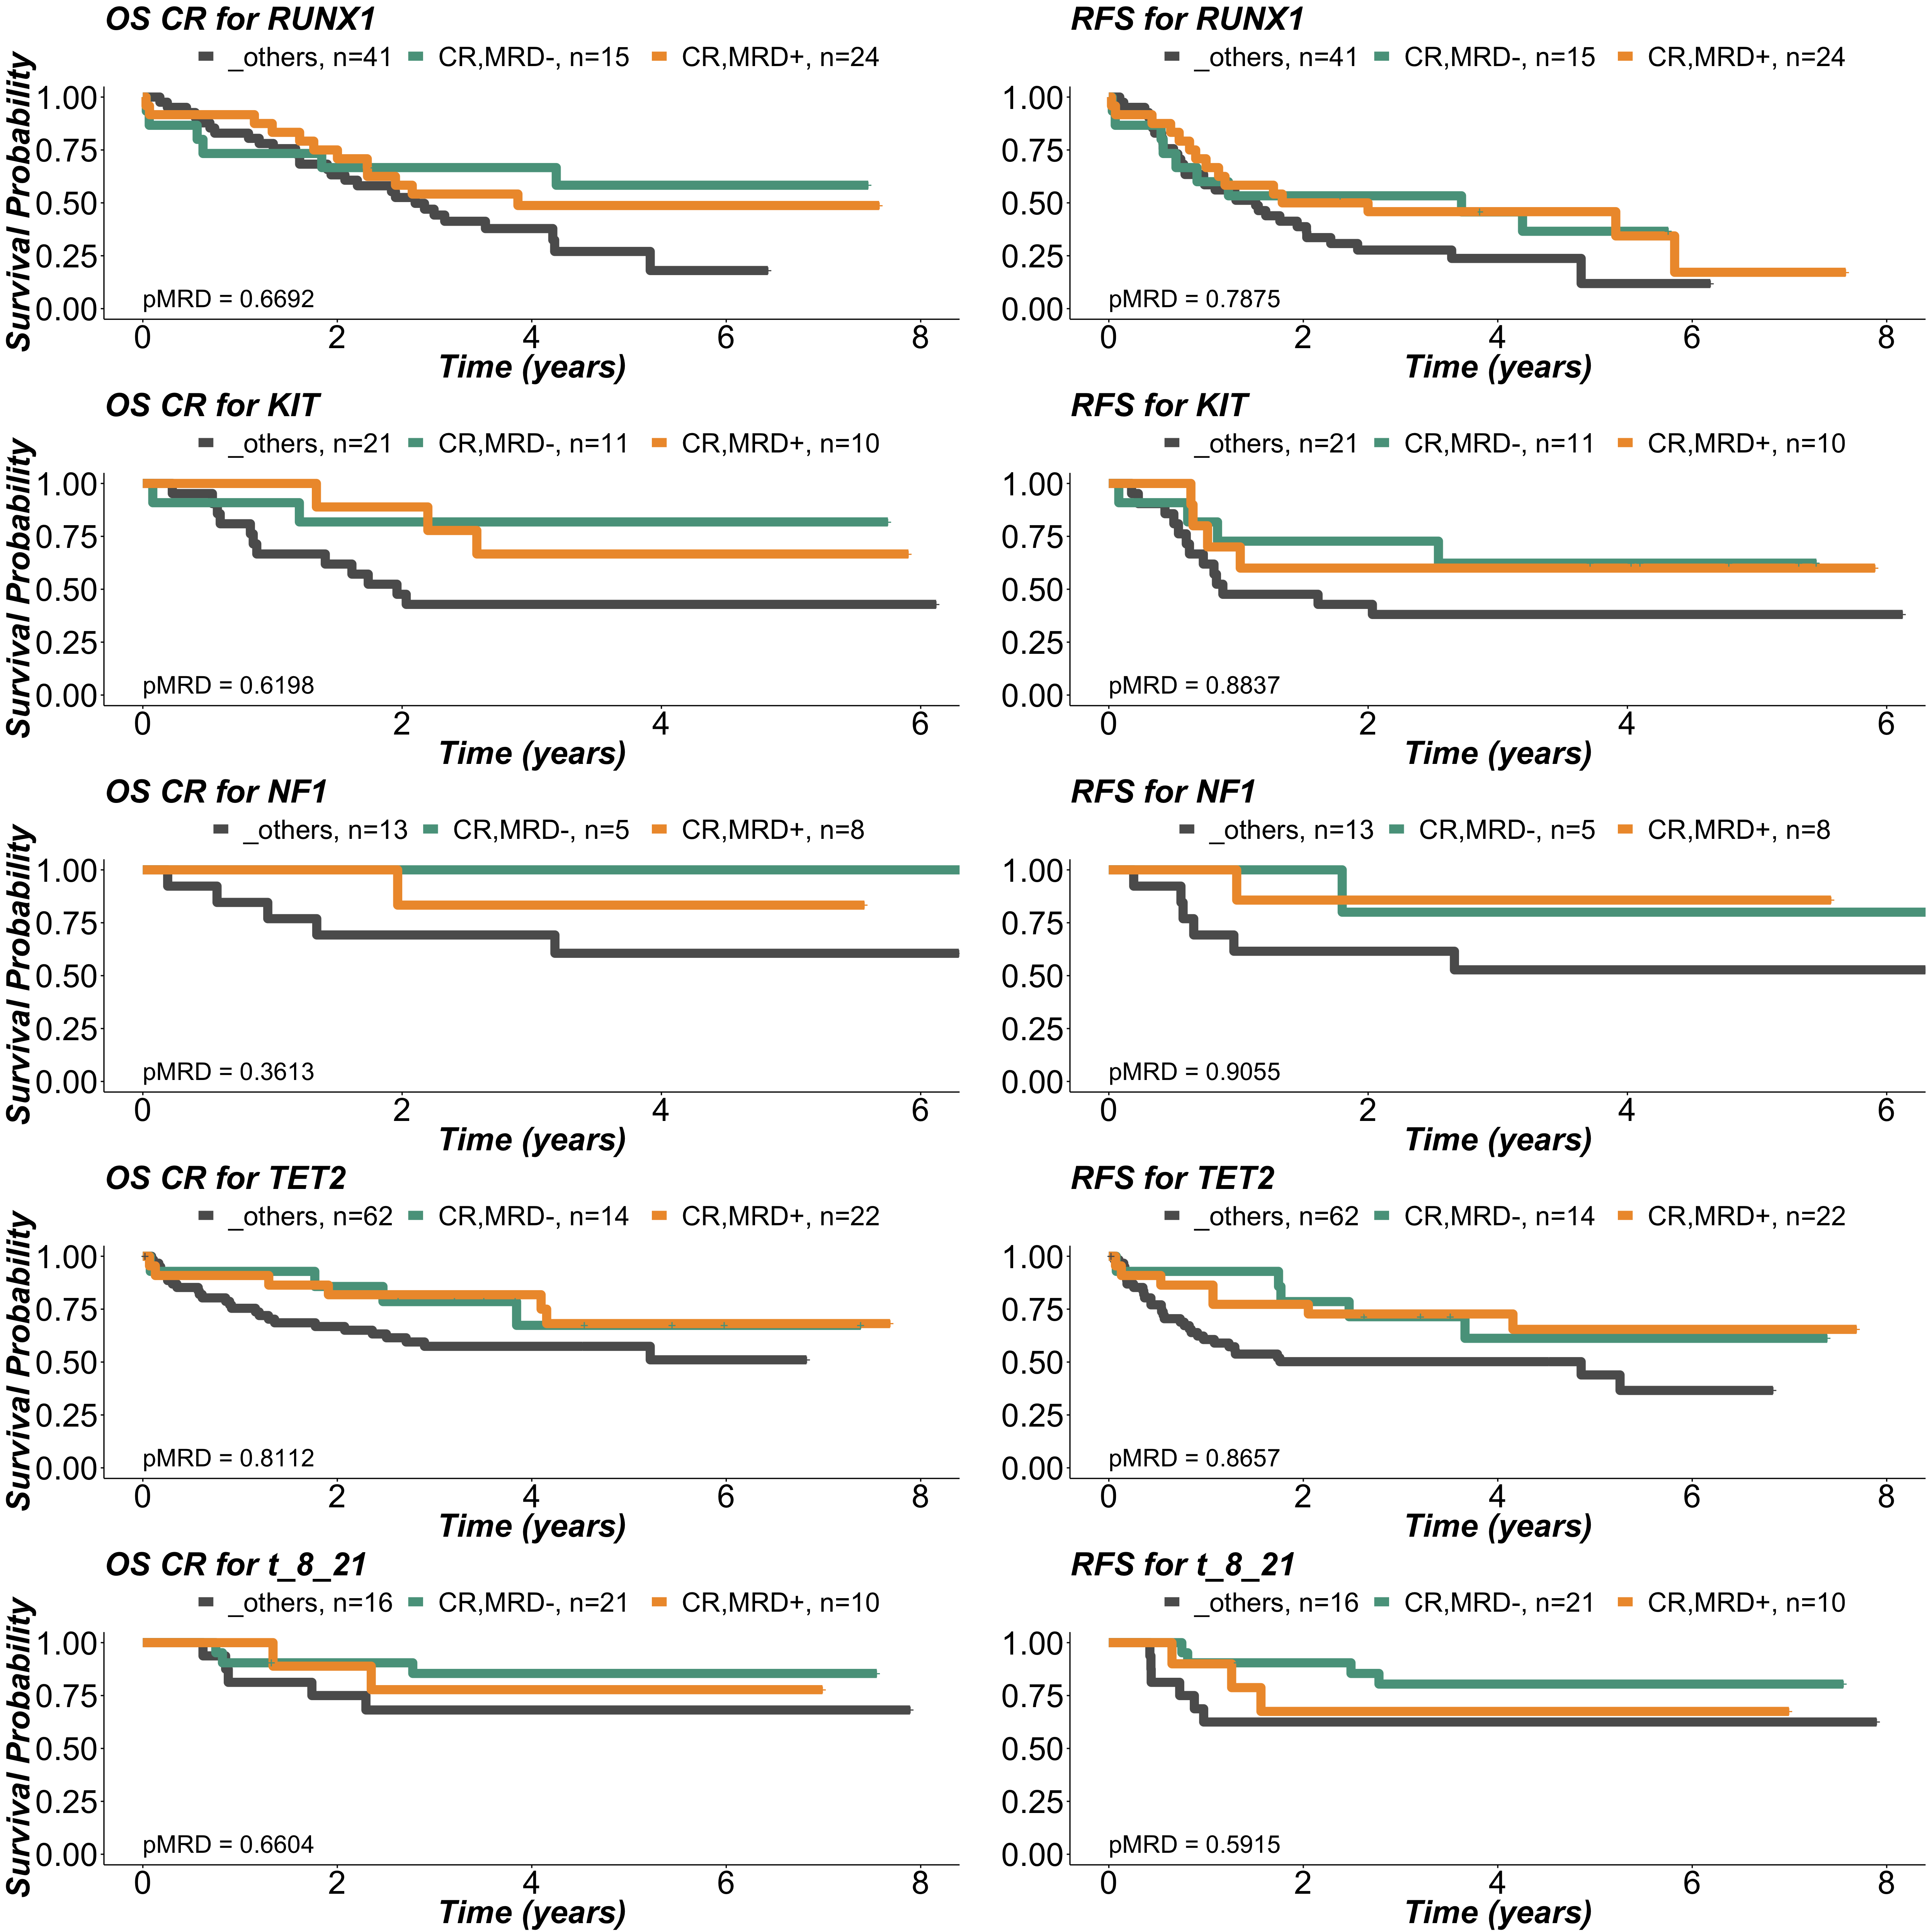 OS CR for RUNX1
_others, n=41 CR,MRD-, n=15 CR,MRD+, n=24
Survival Probability
1.00
0.75
0.50
0.25
0.00
pMRD = 0.6692
0 2 4 6 8
Time (years)
RFS for RUNX1
_others, n=41 CR,MRD-, n=15 CR,MRD+, n=24
1.00
0.75
0.50
0.25
0.00
pMRD = 0.7875
0 2 4 6 8
Time (years)
OS CR for KIT
_others, n=21 CR,MRD-, n=11 CR,MRD+, n=10
Survival Probability
1.00
0.75
0.50
0.25
0.00
pMRD = 0.6198
0 2 4 6
Time (years)
RFS for KIT
_others, n=21 CR,MRD-, n=11 CR,MRD+, n=10
1.00
0.75
0.50
0.25
0.00
pMRD = 0.8837
0 2 4 6
Time (years)
OS CR for NF1
_others, n=13 CR,MRD-, n=5 CR,MRD+, n=8
Survival Probability
1.00
0.75
0.50
0.25
0.00
pMRD = 0.3613
0 2 4 6
Time (years)
RFS for NF1
_others, n=13 CR,MRD-, n=5 CR,MRD+, n=8
1.00
0.75
0.50
0.25
0.00
pMRD = 0.9055
0 2 4 6
Time (years)
OS CR for TET2
_others, n=62 CR,MRD-, n=14 CR,MRD+, n=22
Survival Probability
1.00
0.75
0.50
0.25
0.00
pMRD = 0.8112
0 2 4 6 8
Time (years)
RFS for TET2
_others, n=62 CR,MRD-, n=14 CR,MRD+, n=22
1.00
0.75
0.50
0.25
0.00
pMRD = 0.8657
0 2 4 6 8
Time (years)
OS CR for t_8_21
_others, n=16 CR,MRD-, n=21 CR,MRD+, n=10
Survival Probability
1.00
0.75
0.50
0.25
0.00
pMRD = 0.6604
0 2 4 6 8
Time (years)
RFS for t_8_21
_others, n=16 CR,MRD-, n=21 CR,MRD+, n=10
1.00
0.75
0.50
0.25
0.00
pMRD = 0.5915
0 2 4 6 8
Time (years)